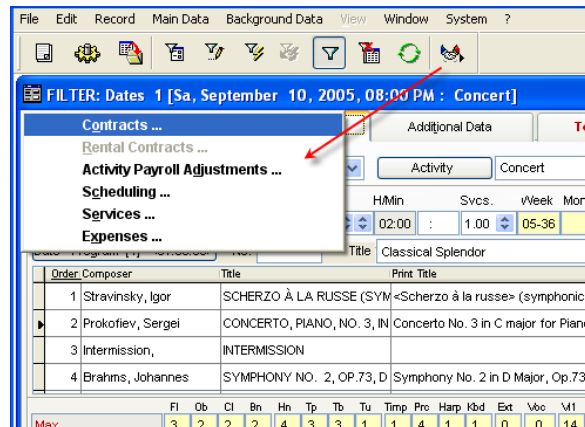 File Edit Record Main Data Background Data View Window System ?
FILTER: Dates 1 [Sa, September 10, 2005, 08:00 PM : Concert]
Contracts ...
Rental Contracts ...
Activity Payroll Adjustments ...
Scheduling ...
Services ...
Expenses ...
Additional Data
Activity Concert
H/Min Svcs. Week
02:00 : 1.00 05-36
Title Classical Splendor
Order Composer Title Print Title
1 Stravinsky, Igor SCHERZO À LA RUSSE (SYM <Scherzo à la russe> (symphonic
2 Prokofiev, Sergei CONCERTO, PIANO, NO. 3, IN Concerto No. 3 in C major for Pian
3 Intermission, INTERMISSION
4 Brahms, Johannes SYMPHONY NO. 2, OP.73, D Symphony No. 2 in D Major, Op.73
Fl Ob Cl Bn Hn Tp Tb Tu Timp Prc Harp Kbd Ext Voc Vl1
Max 3 2 2 2 4 3 3 1 1 4 1 1 0 0 14